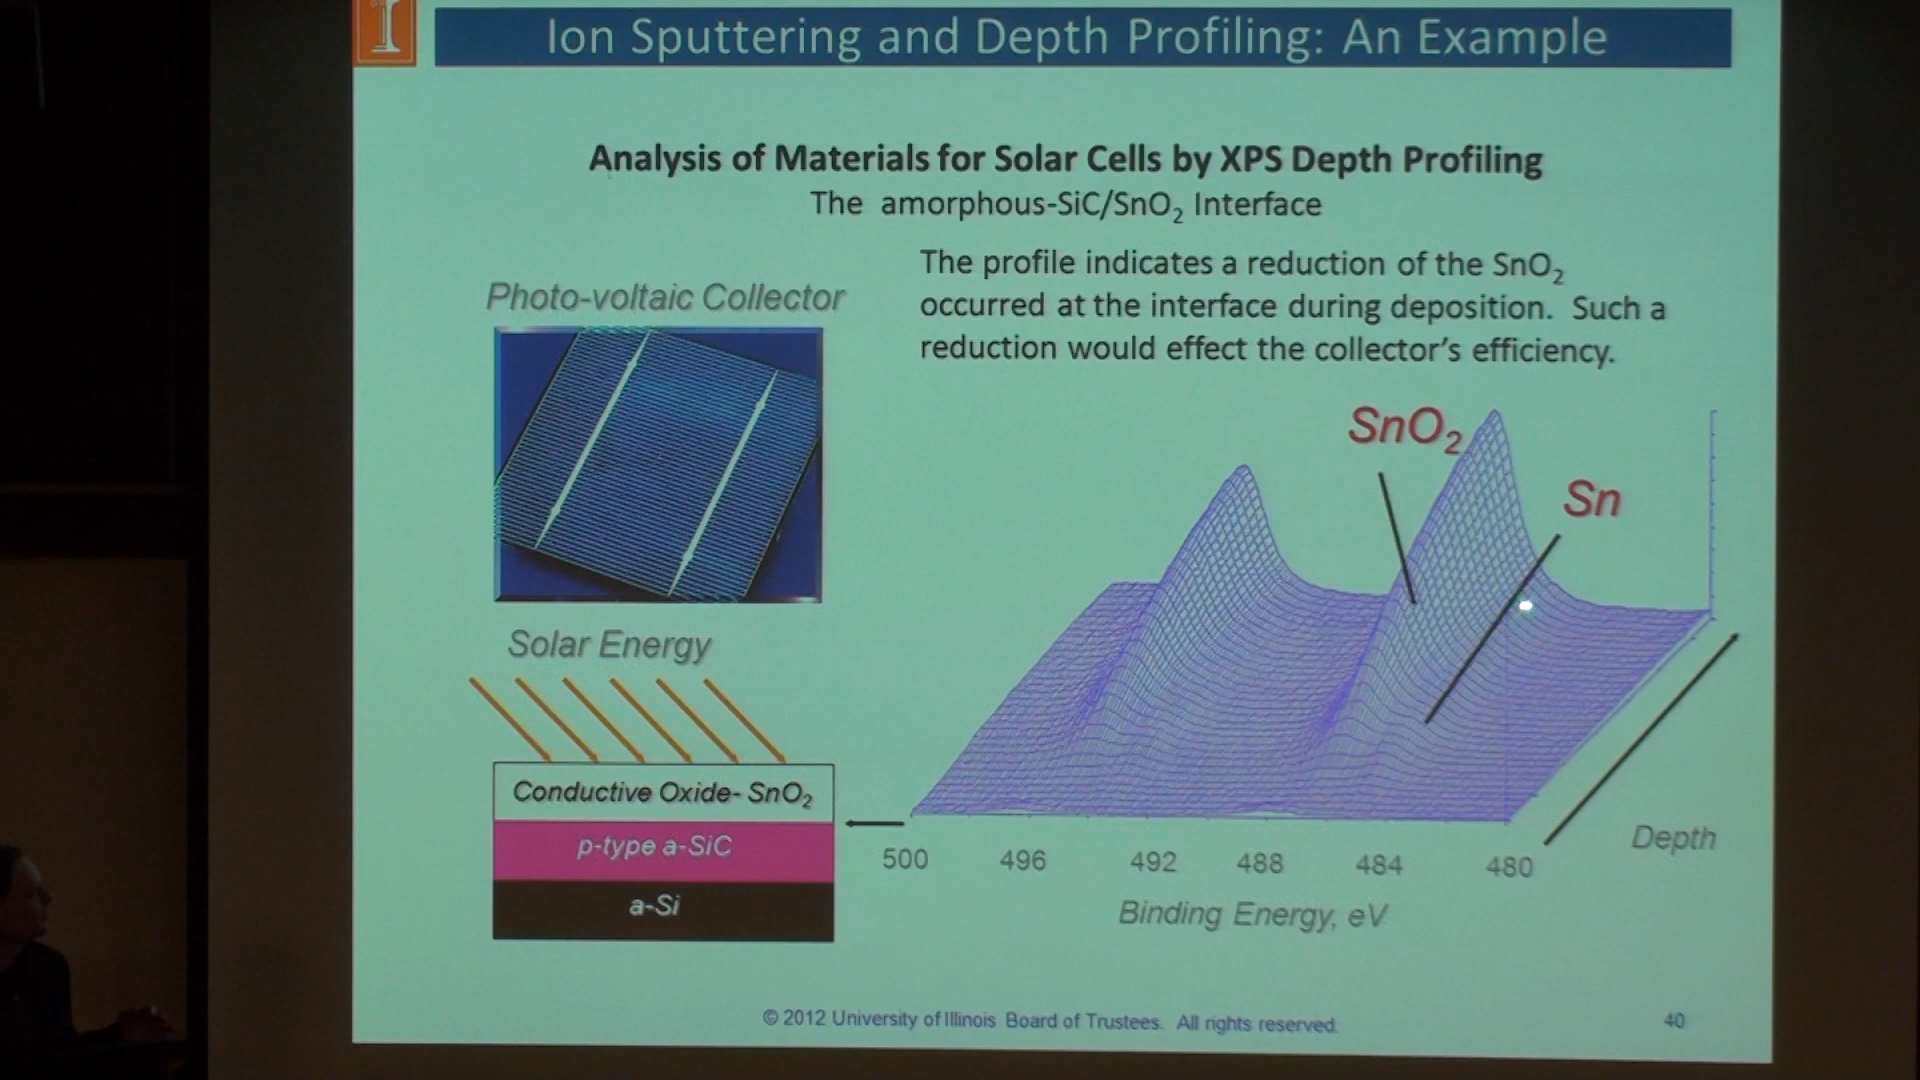 I
Ion Sputtering and Depth Profiling: An Example
Analysis of Materials for Solar Cells by XPS Depth Profiling
The amorphous-SiC/SnO₂ Interface
The profile indicates a reduction of the SnO₂
occurred at the interface during deposition. Such a
reduction would effect the collector's efficiency.
Photo-voltaic Collector
SnO₂
Sn
Solar Energy
Conductive Oxide- SnO₂
p-type a-SiC
a-Si
500 496 492 488 484 480
Depth
Binding Energy, eV
© 2012 University of Illinois Board of Trustees. All rights reserved.
40